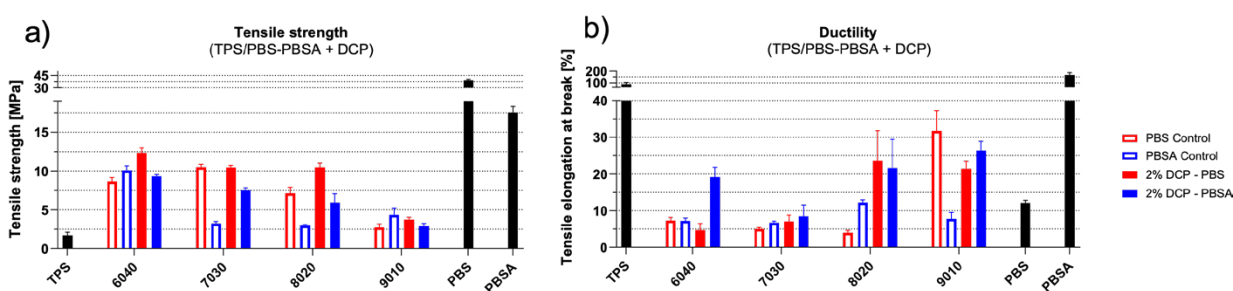 a)
Tensile strength
(TPS/PBS-PBSA + DCP)
Tensile strength [MPa]
45
30
15
10
5
0
TPS
6040
7030
8020
9010
PBS
PBSA
b)
Ductility
(TPS/PBS-PBSA + DCP)
Tensile elongation at break [%]
200
100
40
30
20
10
0
TPS
6040
7030
8020
9010
PBS
PBSA
PBS Control
PBSA Control
2% DCP - PBS
2% DCP - PBSA